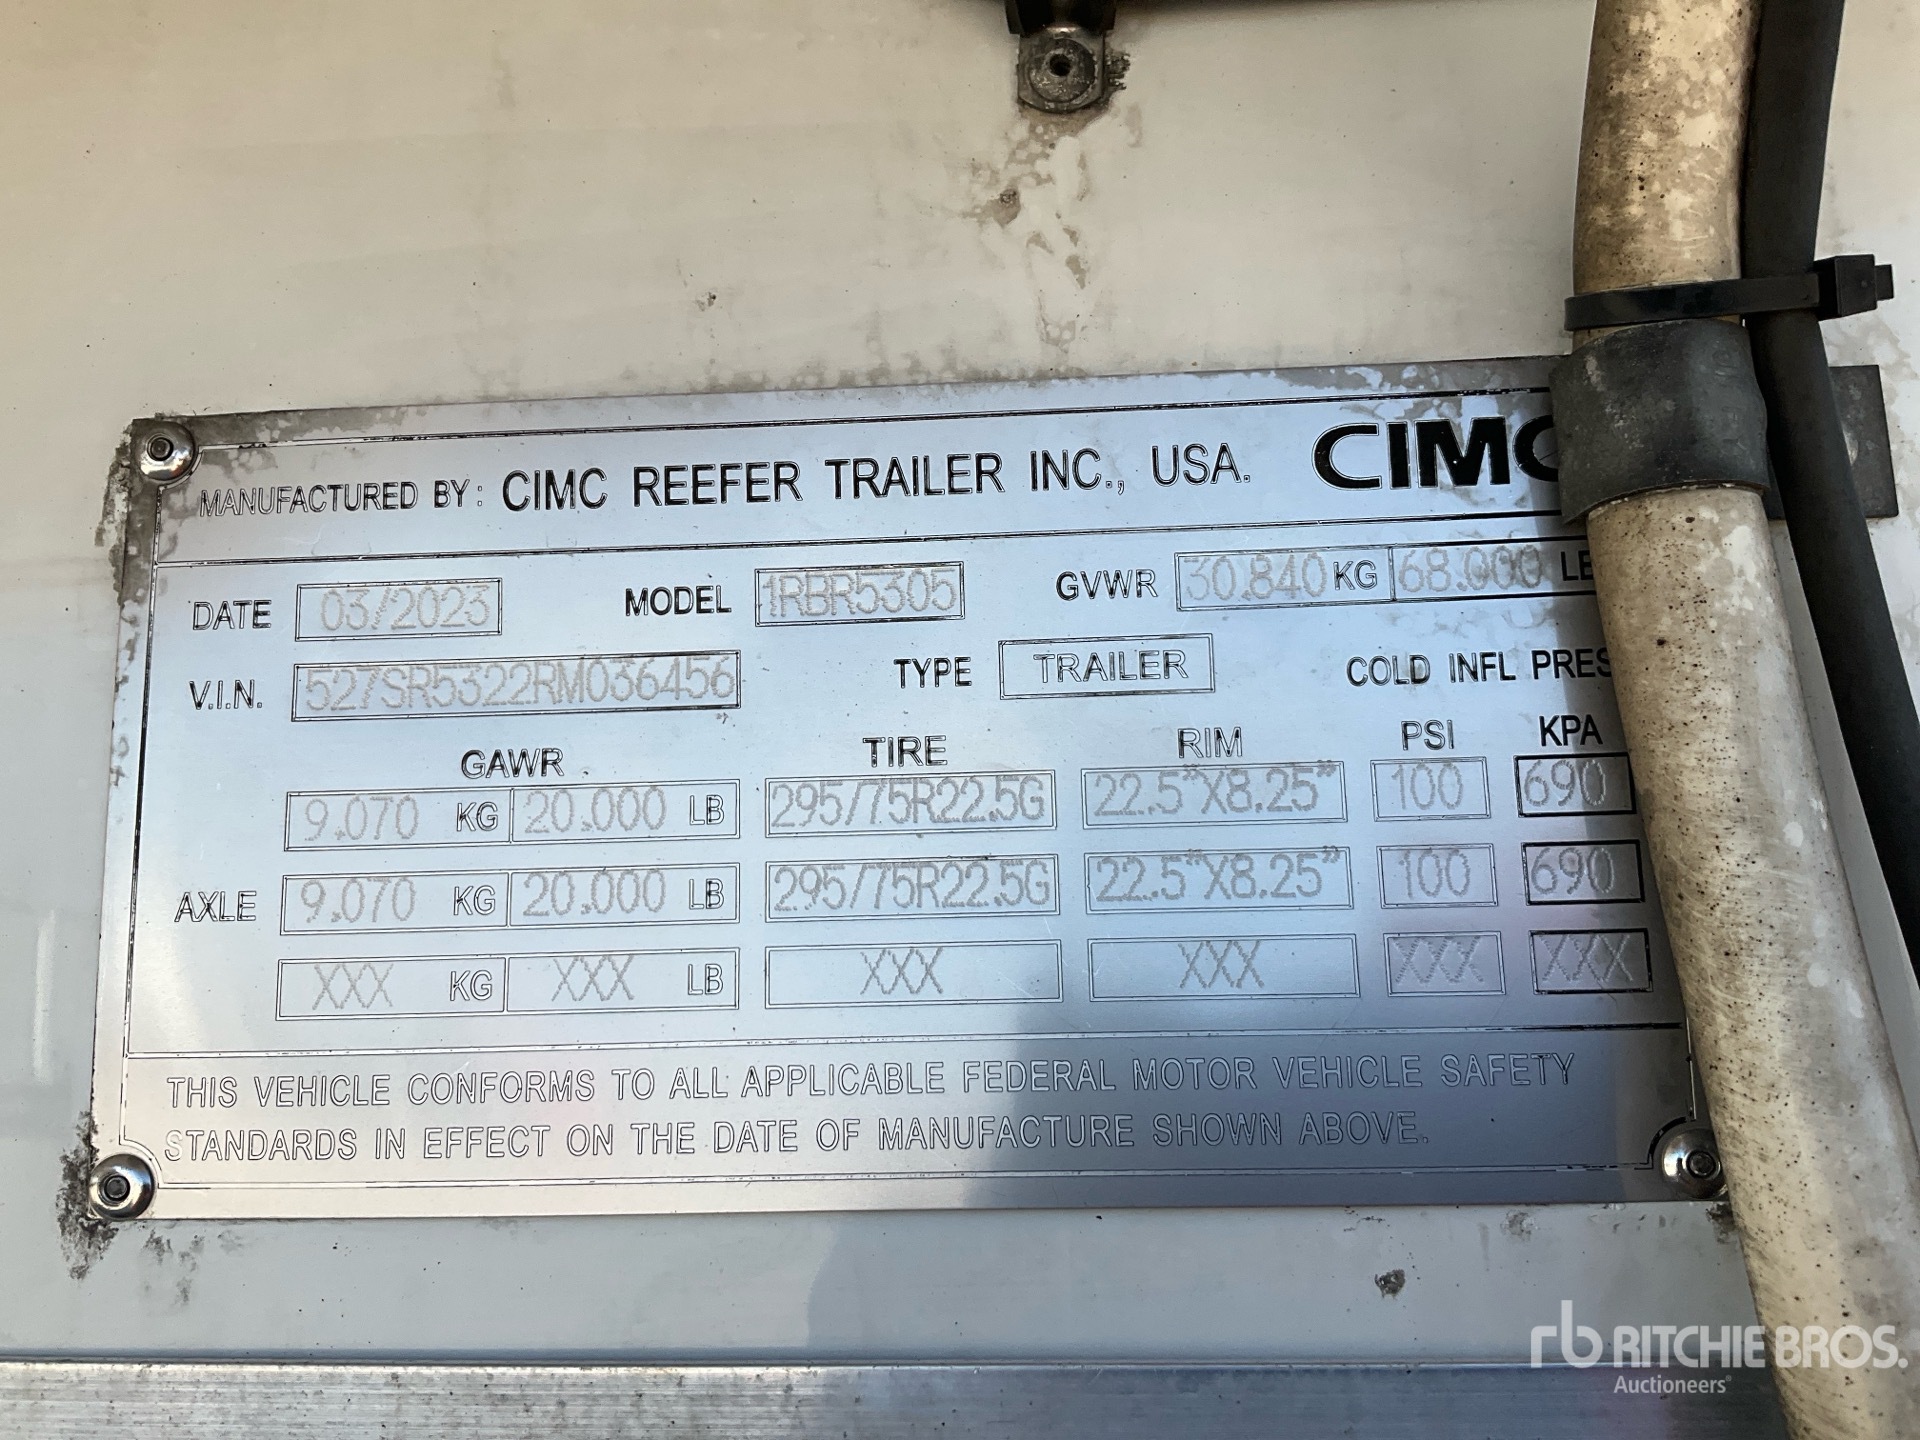 MANUFACTURED BY: CIMC REEFER TRAILER INC., USA. CIMC
DATE 03/2023 MODEL 1RBR5305 GVWR 30.840 KG 68.000 LB
V.I.N. 527SR5322RM036456 TYPE TRAILER COLD INFL PRES
GAWR TIRE RIM PSI KPA
9.070 KG 20.000 LB 295/75R22.5G 22.5"X8.25" 100 690
AXLE 9.070 KG 20.000 LB 295/75R22.5G 22.5"X8.25" 100 690
XXX KG XXX LB XXX XXX XXX XXX
THIS VEHICLE CONFORMS TO ALL APPLICABLE FEDERAL MOTOR VEHICLE SAFETY
STANDARDS IN EFFECT ON THE DATE OF MANUFACTURE SHOWN ABOVE.
rb RITCHIE BROS.
Auctioneers